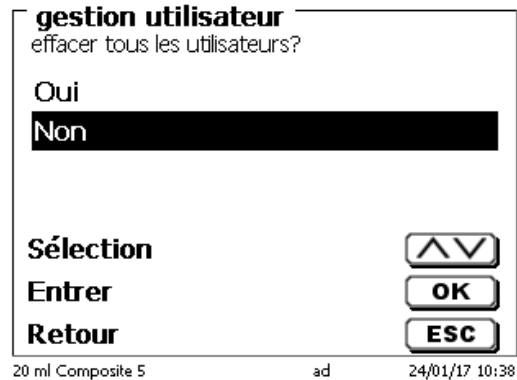 gestion utilisateur
effacer tous les utilisateurs?
Oui
Non
Sélection
Entrer OK
Retour ESC
20 ml Composite 5 ad 24/01/17 10:38